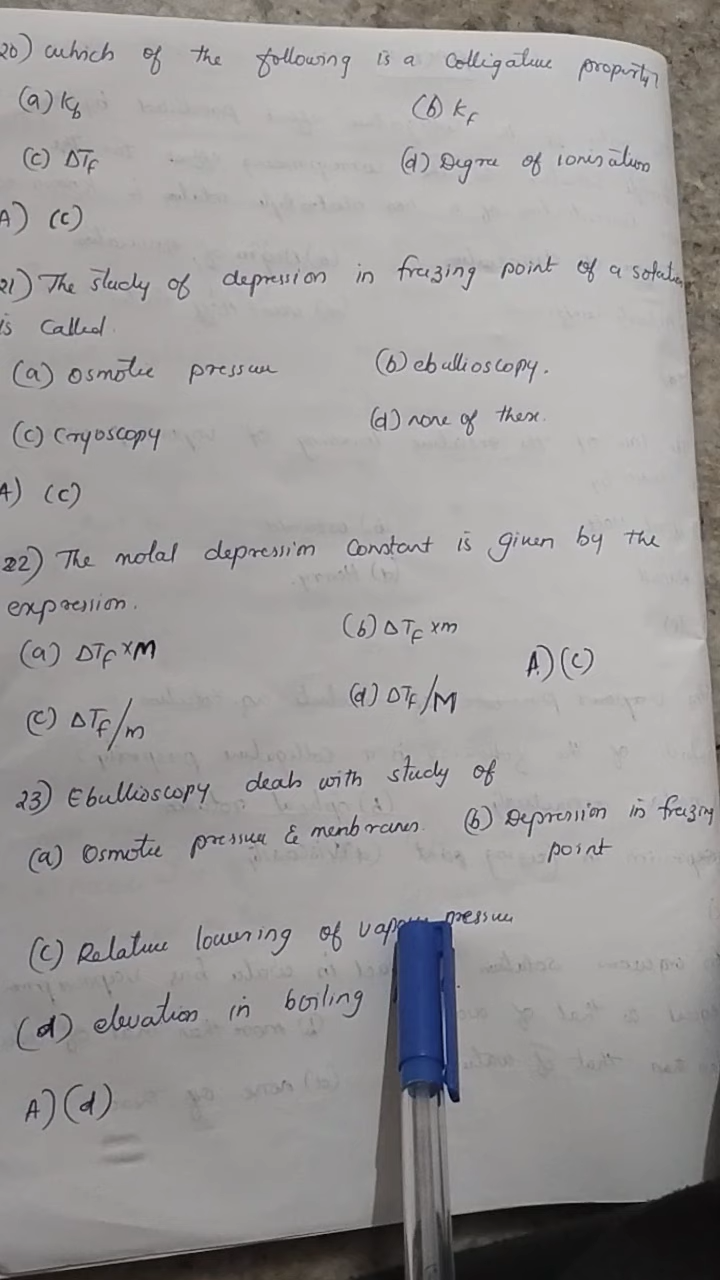 20) which of the following is a Colligative property?
(a) Kb (b) Kf
(c) ΔTf (d) Degree of ionisation
A) (c)
21) The study of depression in freezing point of a solution
is called.
(a) osmotic pressure (b) ebullioscopy.
(c) Cryoscopy (d) none of these.
A) (c)
22) The molal depression Constant is given by the
expression.
(a) ΔTf ×M (b) ΔTf ×m
(c) ΔTf/m (d) ΔTf/M A) (c)
23) Ebullioscopy deals with study of
(a) Osmotic pressure & menbranes. (b) Depression in freezing
point
(c) Relative lowering of vapour pressure
(d) elevation in boiling
A) (d)